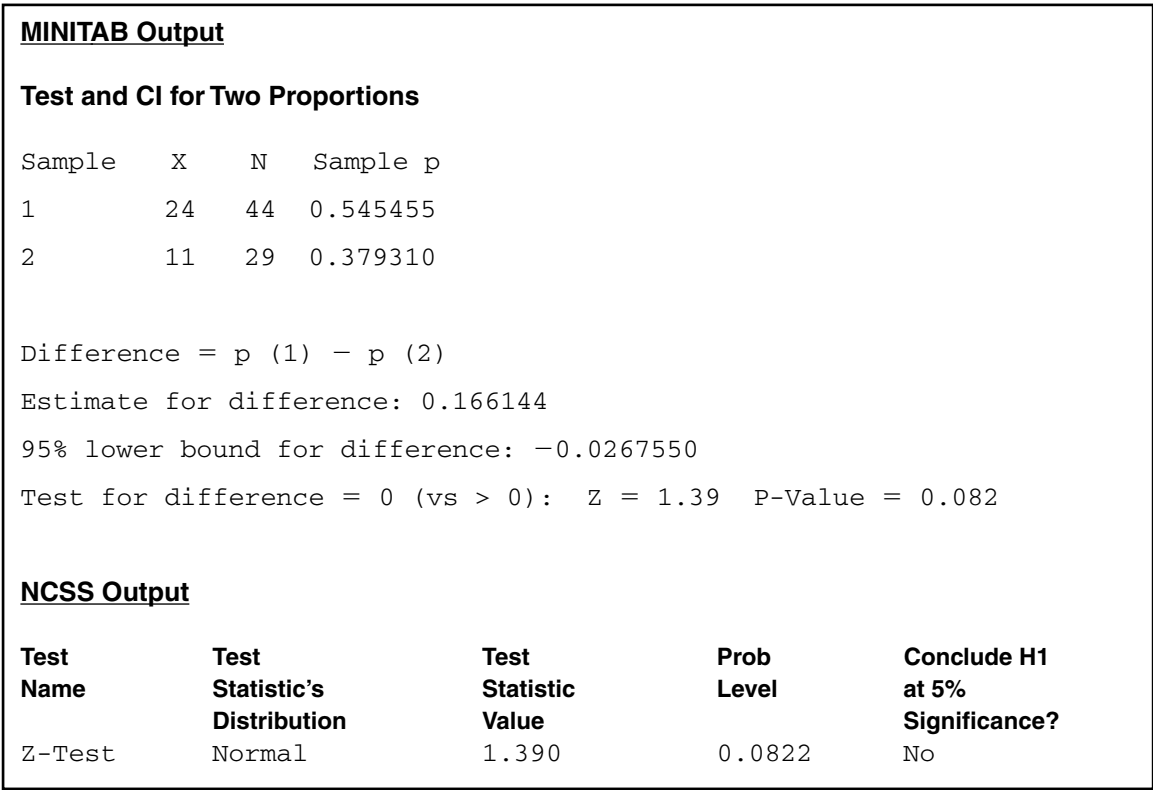 MINITAB Output
Test and CI for Two Proportions
Sample X N Sample p
1 24 44 0.545455
2 11 29 0.379310
Difference = p (1) − p (2)
Estimate for difference: 0.166144
95% lower bound for difference: −0.0267550
Test for difference = 0 (vs > 0): Z = 1.39 P-Value = 0.082
NCSS Output
Test Test Test Prob Conclude H1
Name Statistic's Statistic Level at 5%
Distribution Value Significance?
Z-Test Normal 1.390 0.0822 No